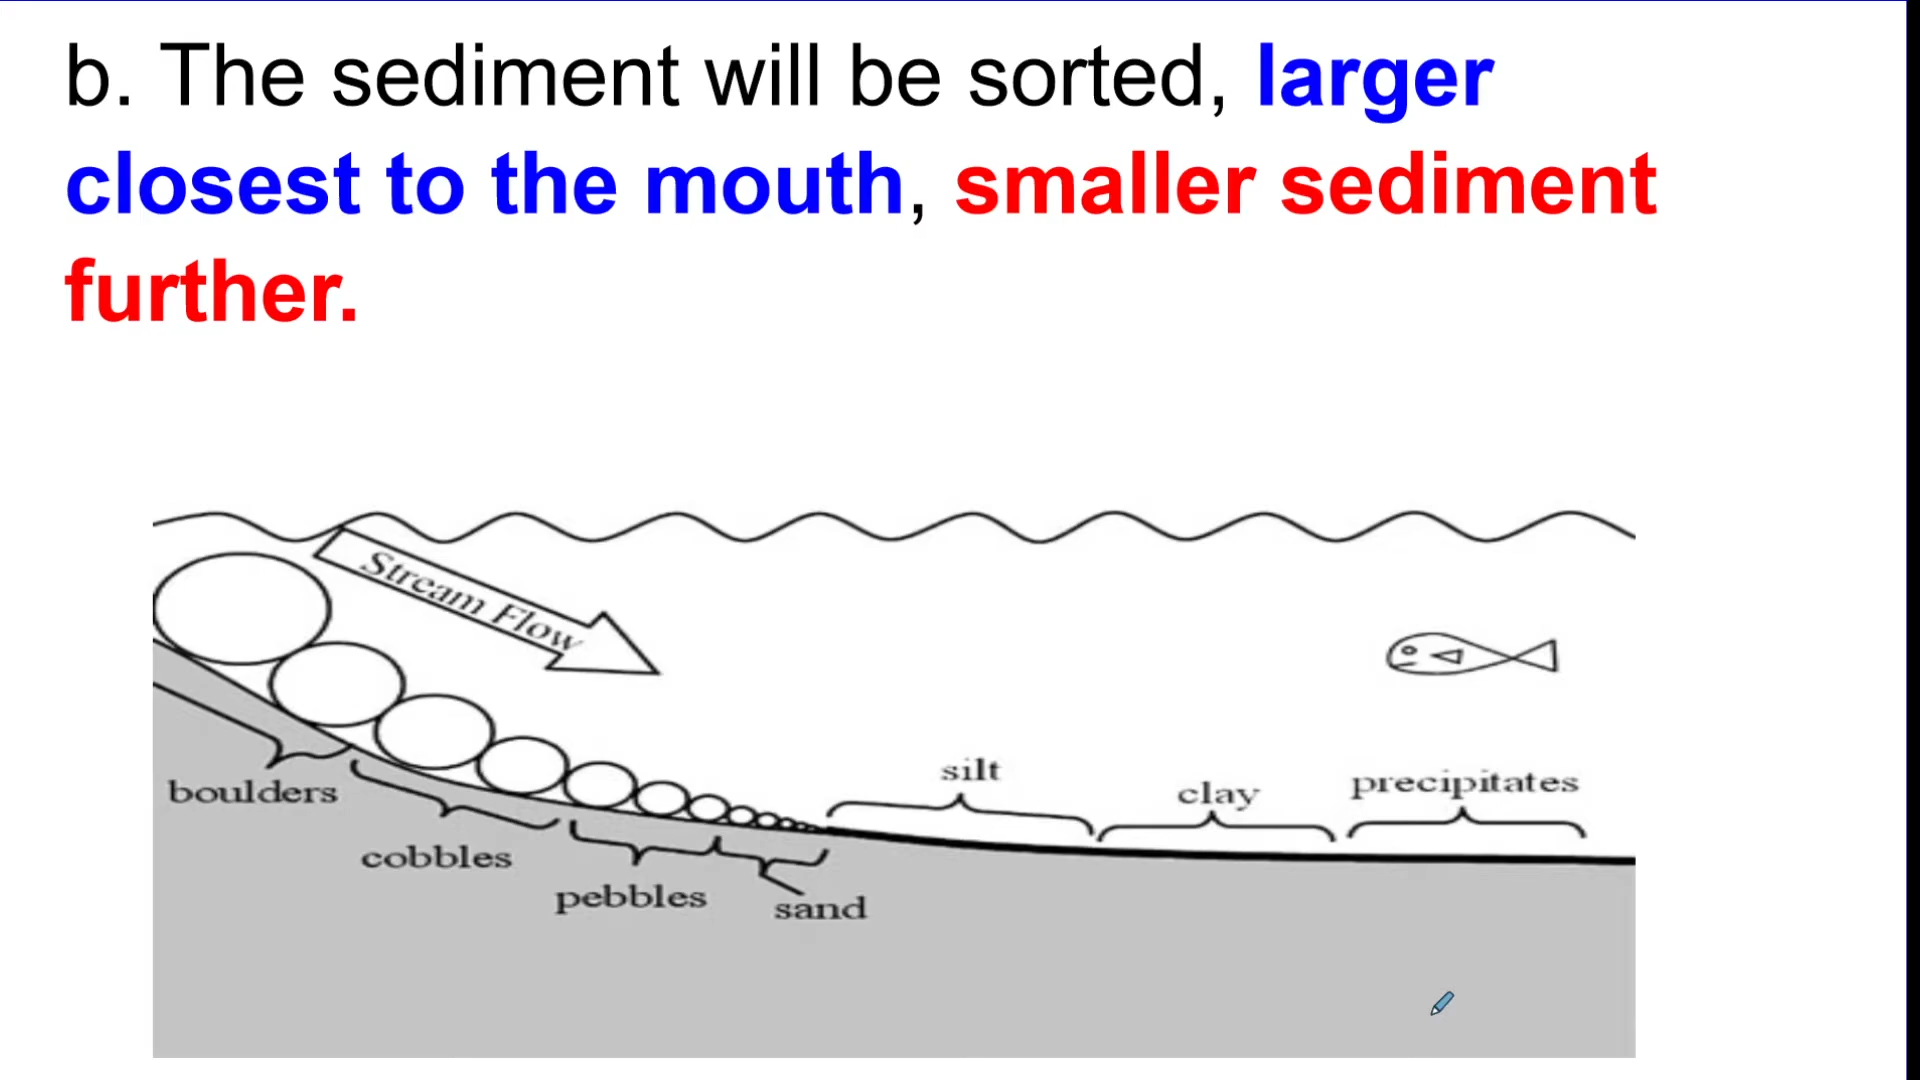 b. The sediment will be sorted, larger
closest to the mouth, smaller sediment
further.
Stream Flow
silt
precipitates
clay
boulders
cobbles
pebbles
sand